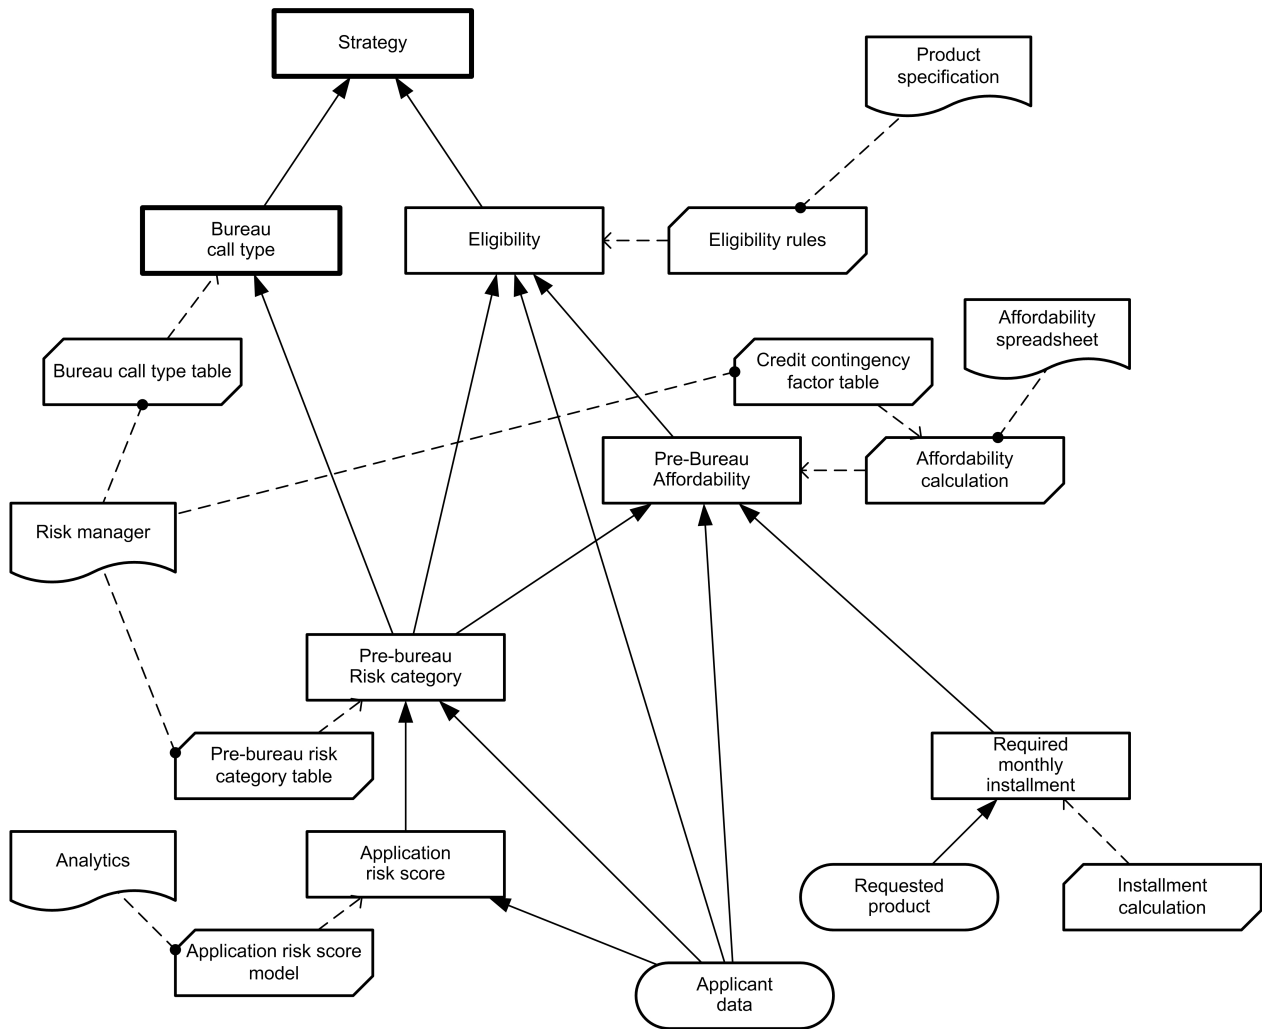 Strategy
Product
specification
Bureau
call type
Eligibility
Eligibility rules
Affordability
spreadsheet
Bureau call type table
Credit contingency
factor table
Pre-Bureau
Affordability
Affordability
calculation
Risk manager
Pre-bureau
Risk category
Pre-bureau risk
category table
Required
monthly
installment
Analytics
Application
risk score
Requested
product
Installment
calculation
Application risk score
model
Applicant
data